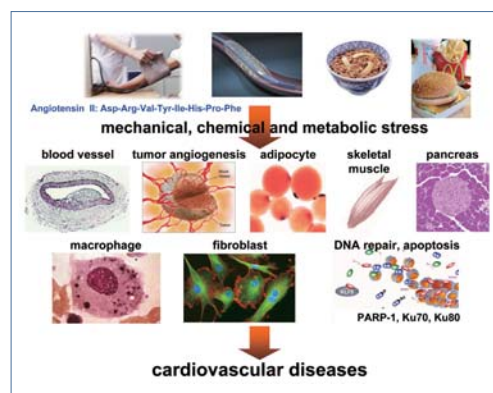 Angiotensin II: Asp-Arg-Val-Tyr-Ile-His-Pro-Phe
mechanical, chemical and metabolic stress
blood vessel
tumor angiogenesis
adipocyte
skeletal
muscle
pancreas
macrophage
fibroblast
DNA repair, apoptosis
PARP-1, Ku70, Ku80
cardiovascular diseases